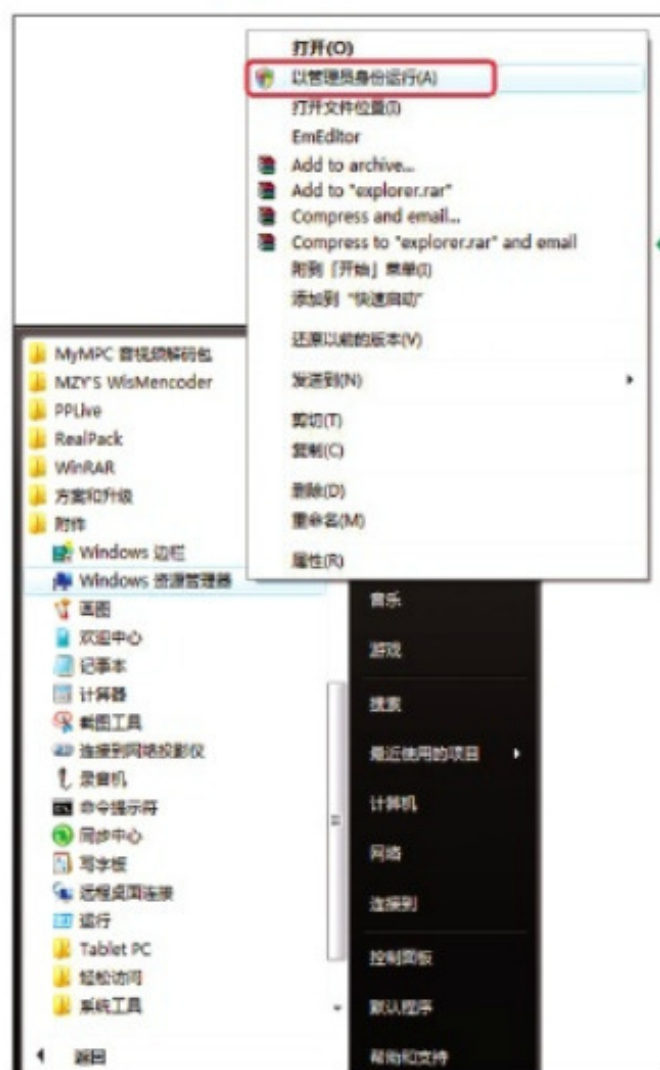 打开(O)
以管理员身份运行(A)
打开文件位置(I)
EmEditor
Add to archive...
Add to "explorer.rar"
Compress and email...
Compress to "explorer.rar" and email
附到「开始」菜单(I)
添加到 "快速启动"
还原以前的版本(V)
发送到(N)
剪切(T)
复制(C)
删除(D)
重命名(M)
属性(R)
MyMPC 音视频解码包
MZY'S WisMencoder
PPLive
RealPack
WinRAR
方案和升级
附件
Windows 边栏
Windows 资源管理器
画图
欢迎中心
记事本
计算器
截图工具
连接到网络投影仪
录音机
命令提示符
同步中心
写字板
远程桌面连接
运行
Tablet PC
轻松访问
系统工具
返回
音乐
游戏
搜索
最近使用的项目
计算机
网络
连接到
控制面板
默认程序
帮助和支持